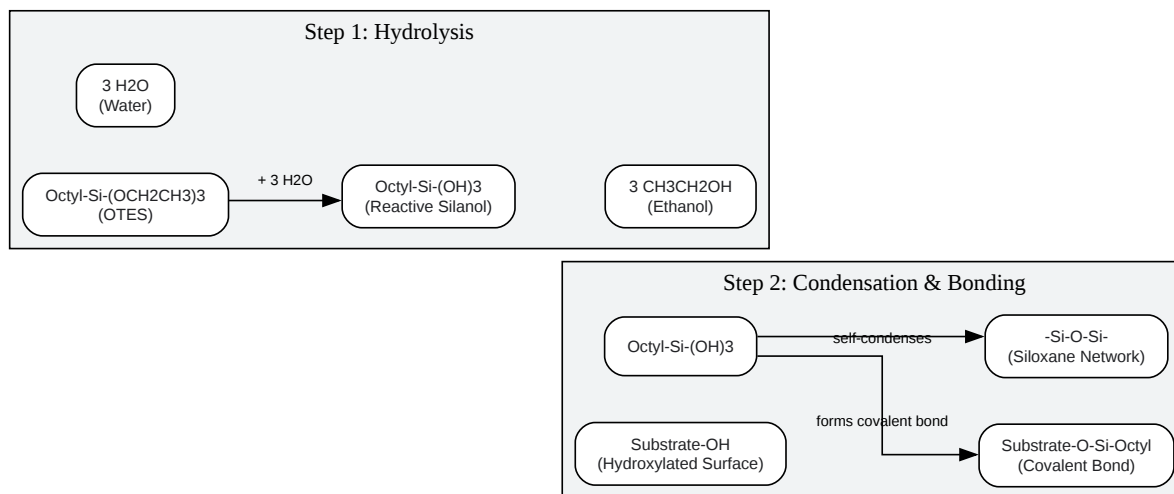 Step 1: Hydrolysis
3 H2O
(Water)
Octyl-Si-(OCH2CH3)3
(OTES)
+ 3 H2O
Octyl-Si-(OH)3
(Reactive Silanol)
3 CH3CH2OH
(Ethanol)
Step 2: Condensation & Bonding
Octyl-Si-(OH)3
self-condenses
-Si-O-Si-
(Siloxane Network)
forms covalent bond
Substrate-OH
(Hydroxylated Surface)
Substrate-O-Si-Octyl
(Covalent Bond)